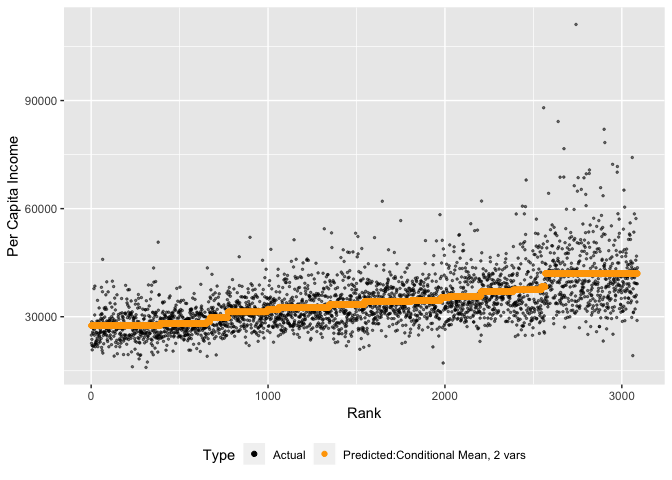 90000
60000
30000
Per Capita Income
0 1000 2000 3000
Rank
Type Actual Predicted:Conditional Mean, 2 vars